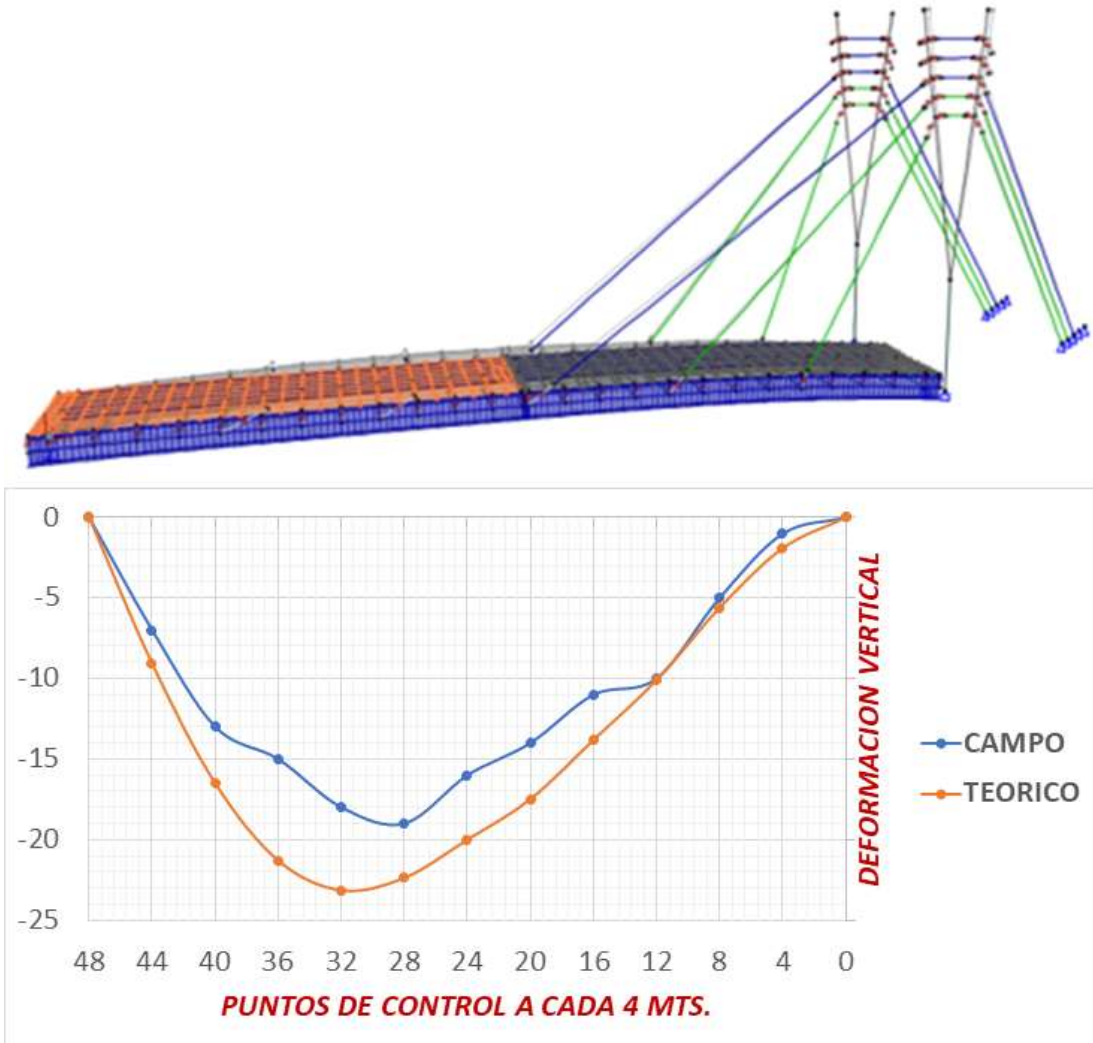 0
-5
-10
-15
-20
-25
48 44 40 36 32 28 24 20 16 12 8 4 0
PUNTOS DE CONTROL A CADA 4 MTS.
DEFORMACION VERTICAL
CAMPO
TEORICO